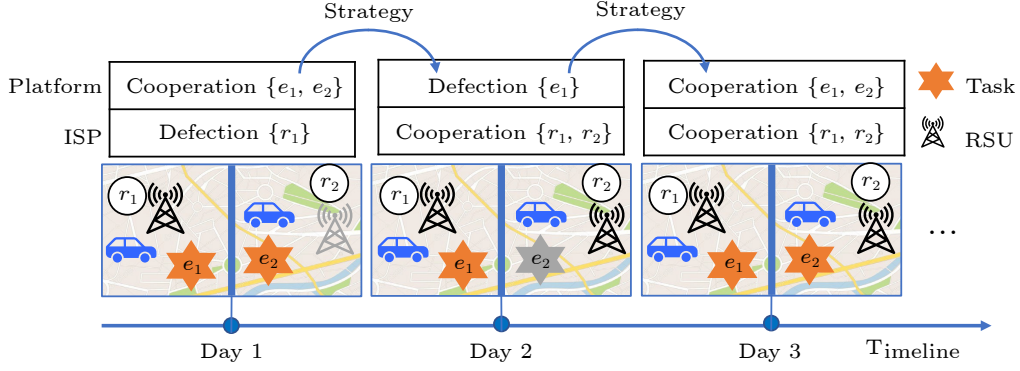 Strategy Strategy
Platform Cooperation {e1, e2} Defection {e1} Cooperation {e1, e2} Task
ISP Defection {r1} Cooperation {r1, r2} Cooperation {r1, r2} RSU
r1 r2 r1 r2 r1 r2
e1 e2 e1 e2 e1 e2 ...
Day 1 Day 2 Day 3 Timeline